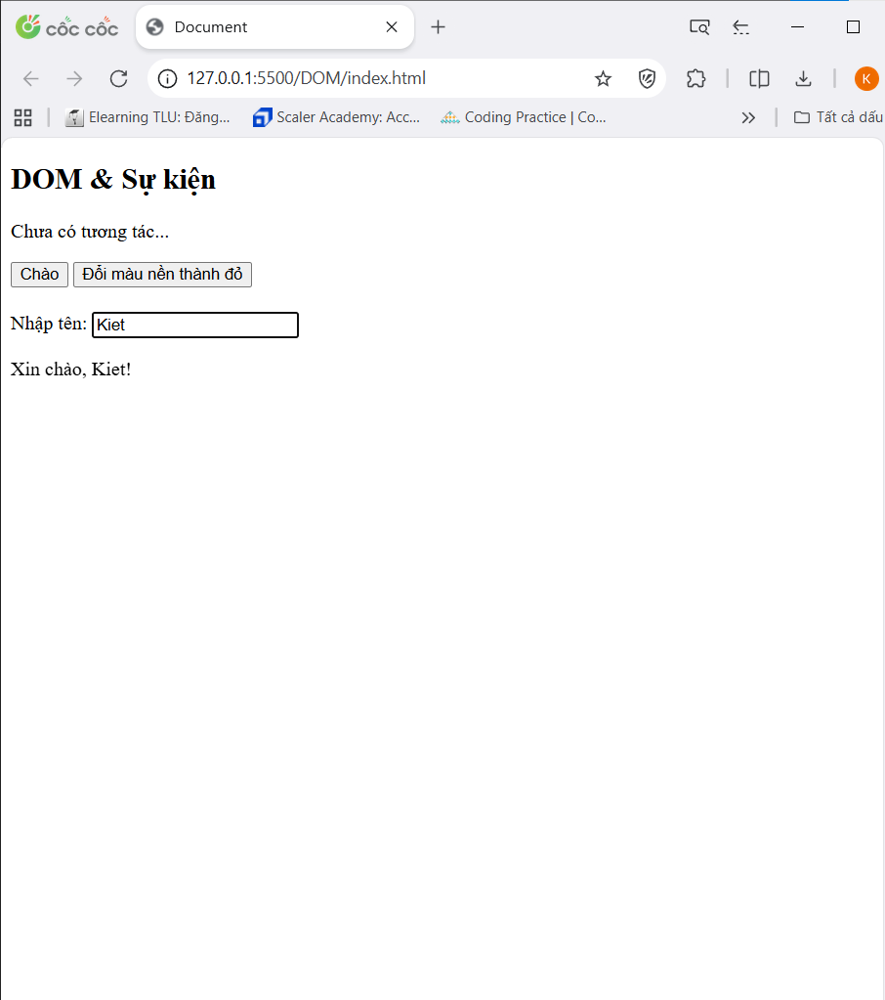 cốc cốc
Document
127.0.0.1:5500/DOM/index.html
K
Elearning TLU: Đăng...
Scaler Academy: Acc...
Coding Practice | Co...
Tất cả dấu
DOM & Sự kiện
Chưa có tương tác...
Chào
Đổi màu nền thành đỏ
Nhập tên: Kiet
Xin chào, Kiet!